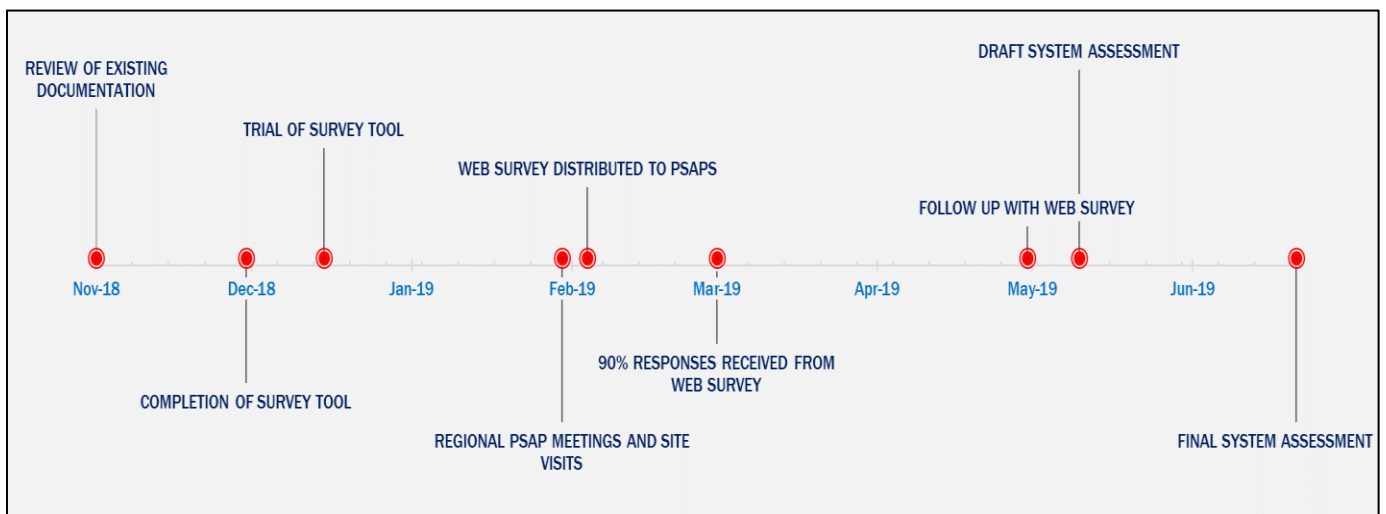 DRAFT SYSTEM ASSESSMENT
REVIEW OF EXISTING
DOCUMENTATION
TRIAL OF SURVEY TOOL
WEB SURVEY DISTRIBUTED TO PSAPS
FOLLOW UP WITH WEB SURVEY
Nov-18
Dec-18
Jan-19
Feb-19
Mar-19
Apr-19
May-19
Jun-19
90% RESPONSES RECEIVED FROM
WEB SURVEY
COMPLETION OF SURVEY TOOL
REGIONAL PSAP MEETINGS AND SITE
VISITS
FINAL SYSTEM ASSESSMENT